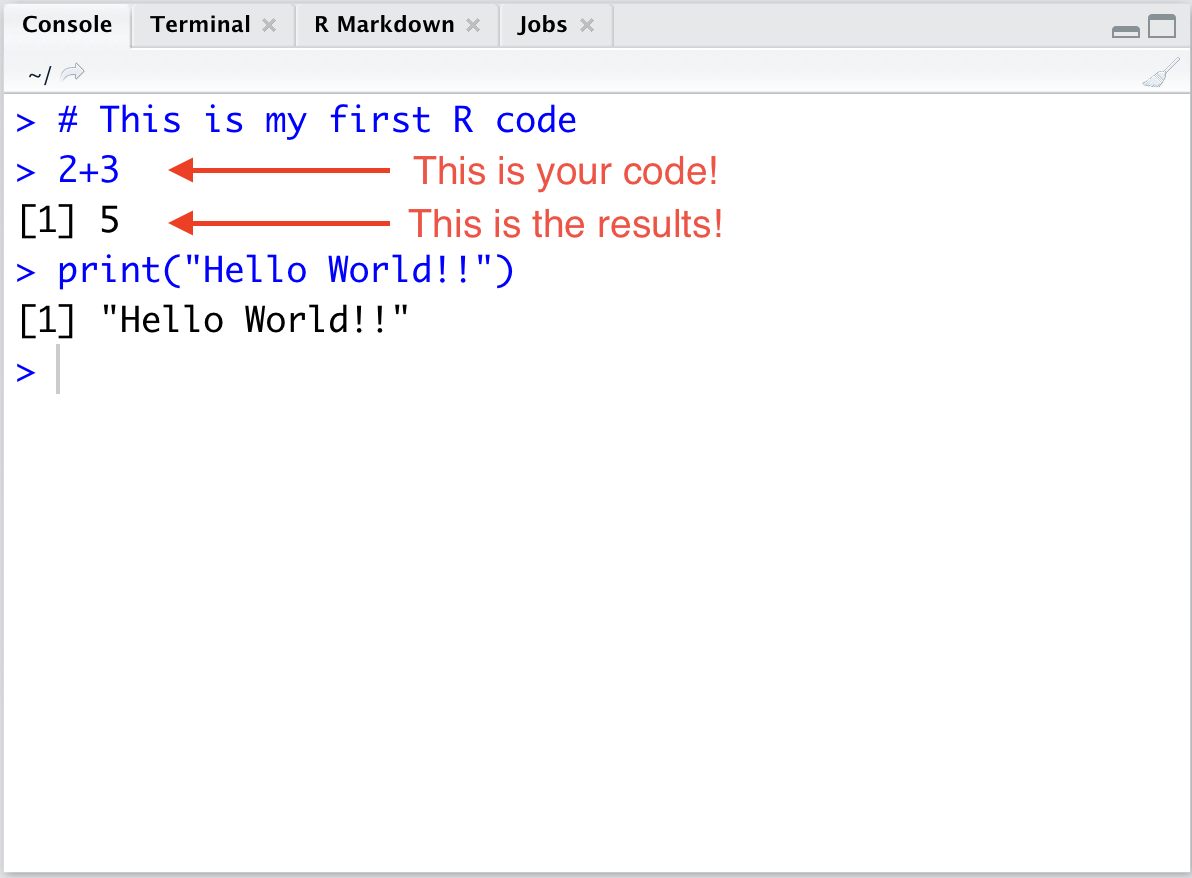 Console Terminal R Markdown Jobs
~/
> # This is my first R code
> 2+3 This is your code!
[1] 5 This is the results!
> print("Hello World!!")
[1] "Hello World!!"
>